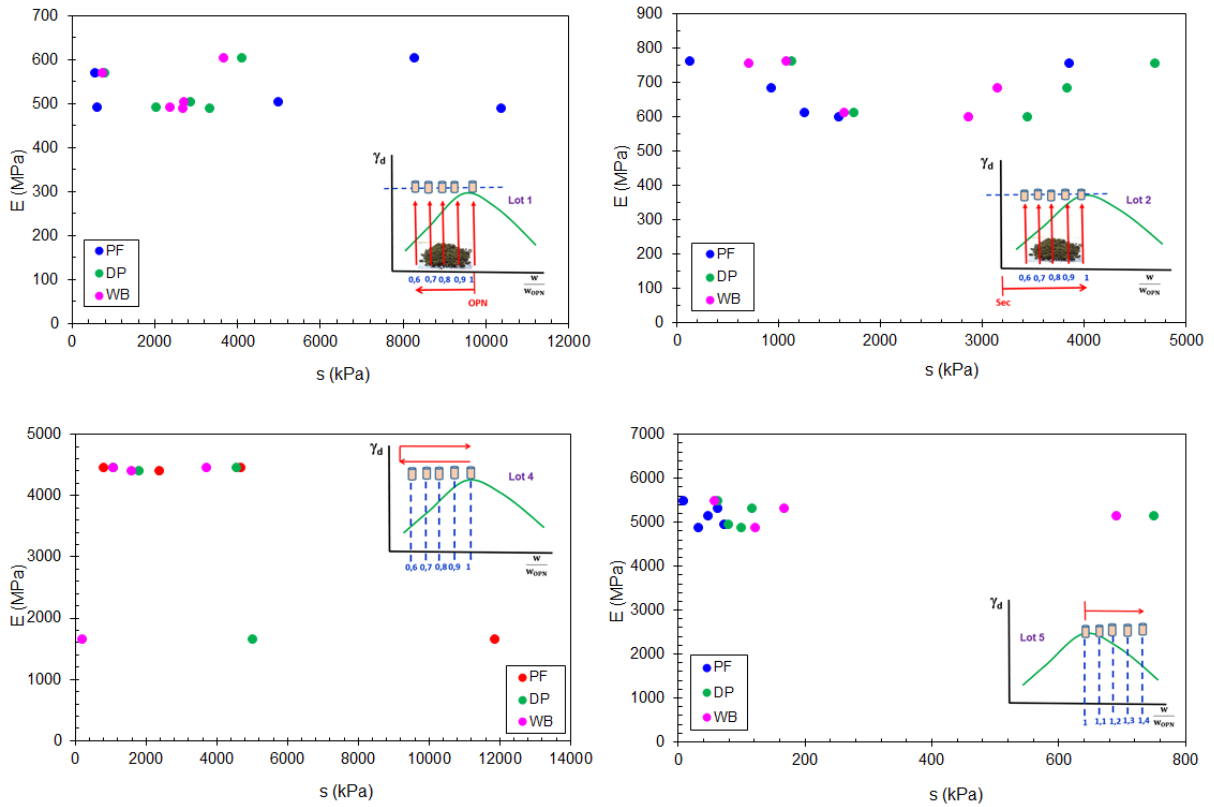 700
600
500
400
300
200
100
0
E (MPa)
0 2000 4000 6000 8000 10000 12000
s (kPa)
PF
DP
WB
γd
Lot 1
0,6 0,7 0,8 0,9 1
w
wOPN
OPN
900
800
700
600
500
400
300
200
100
0
E (MPa)
0 1000 2000 3000 4000 5000
s (kPa)
PF
DP
WB
γd
Lot 2
0,6 0,7 0,8 0,9 1
w
wOPN
Sec
5000
4000
3000
2000
1000
0
E (MPa)
0 2000 4000 6000 8000 10000 12000 14000
s (kPa)
PF
DP
WB
γd
Lot 4
0,6 0,7 0,8 0,9 1
w
wOPN
7000
6000
5000
4000
3000
2000
1000
0
E (MPa)
0 200 400 600 800
s (kPa)
PF
DP
WB
γd
Lot 5
1 1,1 1,2 1,3 1,4
w
wOPN